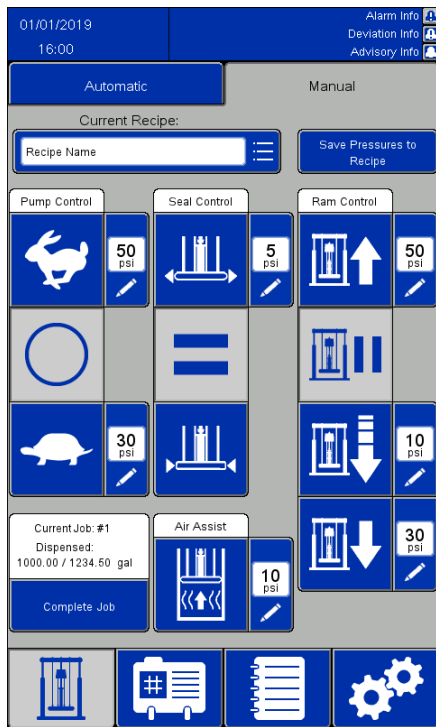 01/01/2019
16:00
Alarm Info
Deviation Info
Advisory Info
Automatic
Manual
Current Recipe:
Recipe Name
Save Pressures to
Recipe
Pump Control
Seal Control
Ram Control
50
psi
5
psi
50
psi
30
psi
10
psi
30
psi
Current Job: #1
Dispensed:
1000.00 / 1234.50 gal
Complete Job
Air Assist
10
psi
#